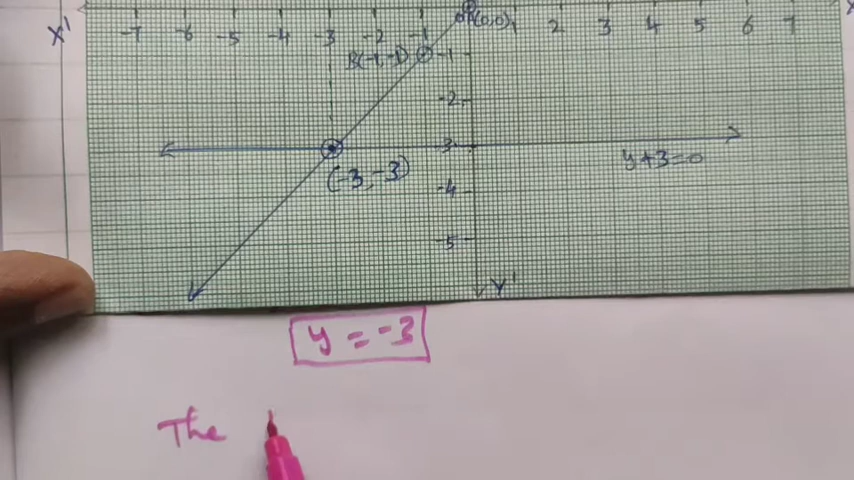 X' -7 -6 -5 -4 -3 -2 -1 (0,0) 1 2 3 4 5 6 7
B(-1,-1) -1
-2
-3
y+3=0
(-3,-3)
-4
-5
Y'
y = -3
The